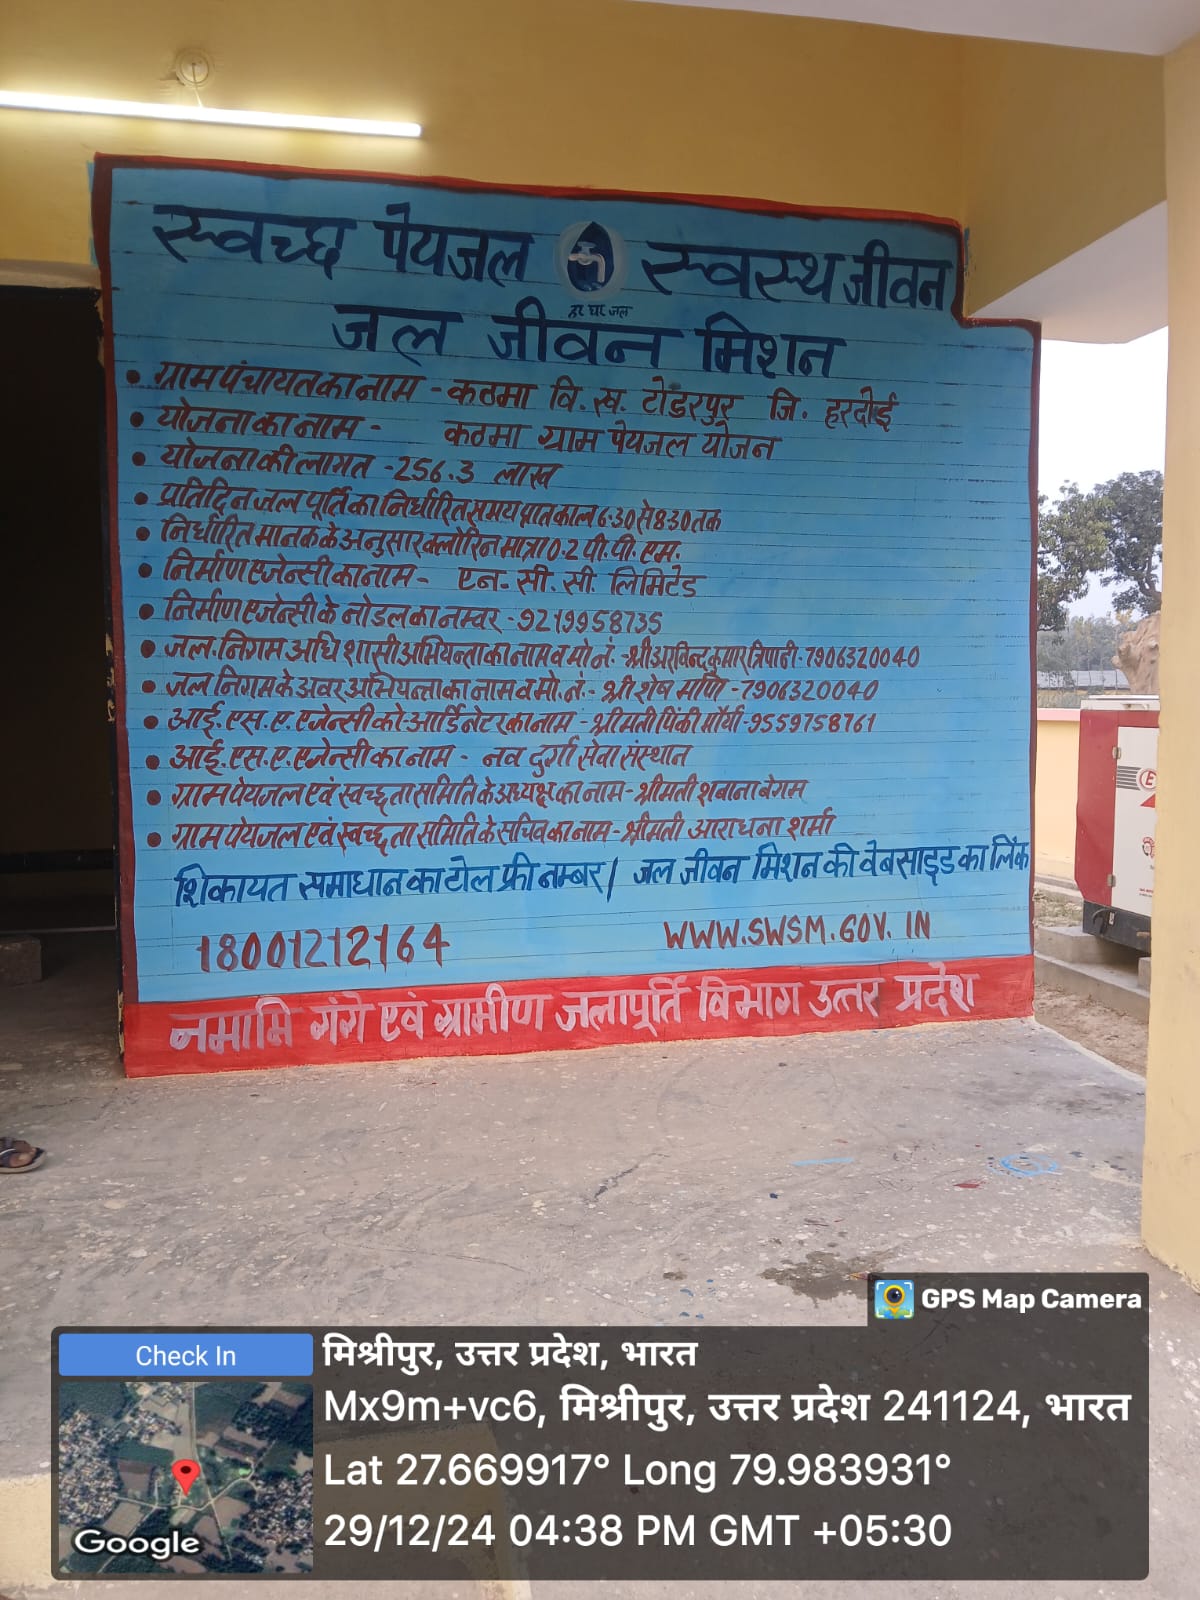 स्वच्छ पेयजल स्वस्थ जीवन
हर घर जल
जल जीवन मिशन
• ग्राम पंचायत का नाम - कठमा वि. ख. टोडरपुर जि. हरदोई
• योजना का नाम - कठमा ग्राम पेयजल योजन
• योजना की लागत - 256.3 लाख
• प्रतिदिन जल पूर्ति का निर्धारित समय प्रातकाल 6:30 से 8:30 तक
• निर्धारित मानक के अनुसार क्लोरिन मात्रा 0.2 पी. पी. एम.
• निर्माण एजेन्सी का नाम - एन. सी. सी. लिमिटेड
• निर्माण एजेन्सी के नोडल का नम्वर - 9219958735
• जल निगम अधिशासी अभियन्ता का नाम व मो नं. - श्री अरविन्द कुमार त्रिपाठी - 7906320040
• जल निगम के अवर अभियन्ता का नाम व मो. नं. - श्री शेष मणि - 7906320040
• आई. एस. ए. एजेन्सी को-आर्डिनेटर का नाम - श्रीमती पिंकी मौर्या - 9559758761
• आई. एस. ए. एजेन्सी का नाम - नव दुर्गा सेवा संस्थान
• ग्राम पेयजल एवं स्वच्छता समिति के अध्यक्ष का नाम - श्रीमती शबाना बेगम
• ग्राम पेयजल एवं स्वच्छता समिति के सचिव का नाम - श्रीमती आराधना शर्मा
शिकायत समाधान का टोल फ्री नम्बर / जल जीवन मिशन की वेबसाइड का लिंक
18001212164 WWW.SWSM.GOV. IN
नमामि गंगे एवं ग्रामीण जलापूर्ति विभाग उत्तर प्रदेश
GPS Map Camera
Check In
मिश्रीपुर, उत्तर प्रदेश, भारत
Mx9m+vc6, मिश्रीपुर, उत्तर प्रदेश 241124, भारत
Lat 27.669917° Long 79.983931°
29/12/24 04:38 PM GMT +05:30
Google